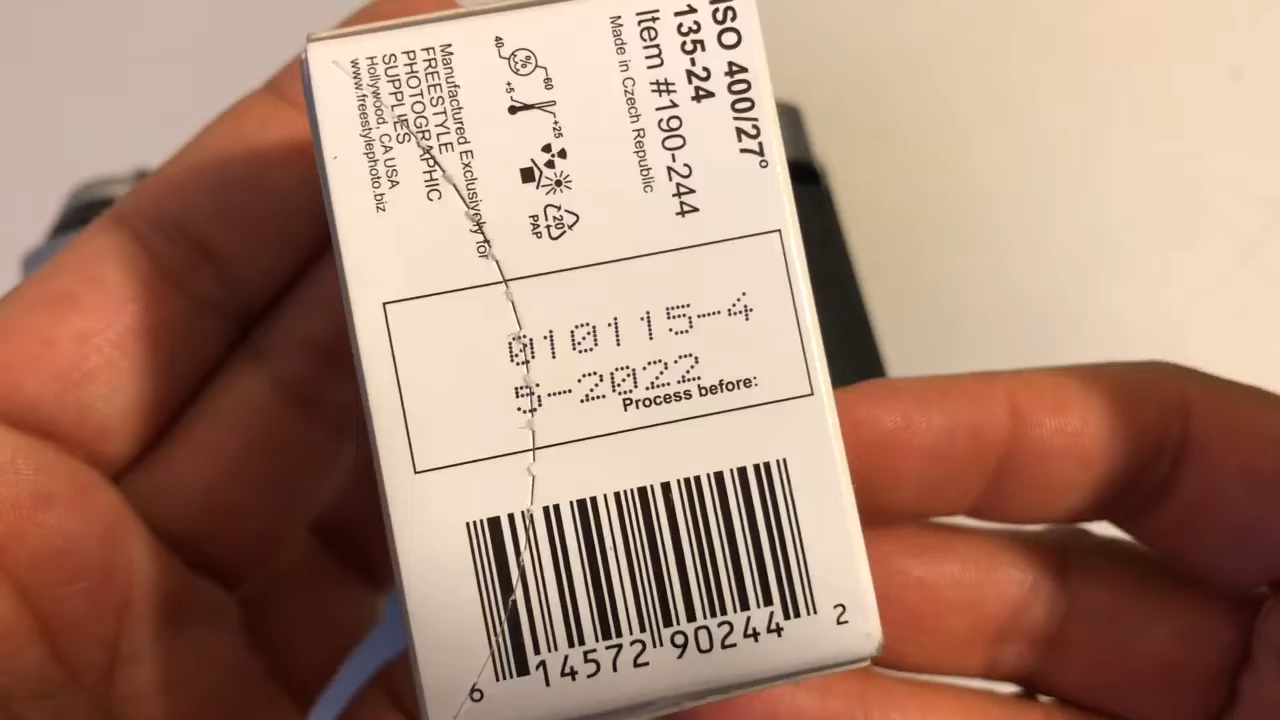 ISO 400/27°
135-24
Item #190-244
Made in Czech Republic
40 % 60
+5 +25
20
PAP
Manufactured Exclusively for
FREESTYLE
PHOTOGRAPHIC
SUPPLIES
Hollywood, CA USA
www.freestylephoto.biz
010115-4
-2022
Process before:
6 14572 90244 2